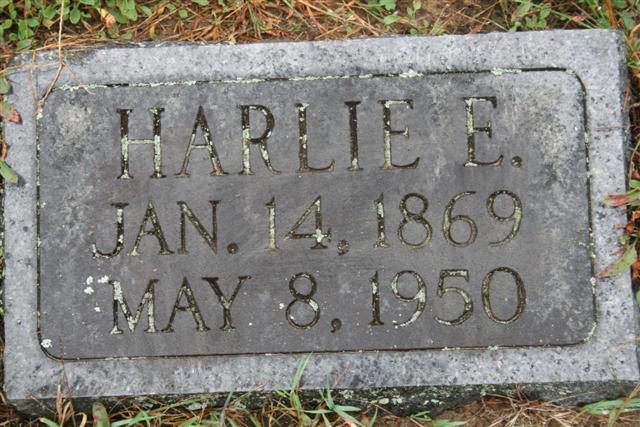 HARLIE E.
JAN. 14, 1869
MAY 8, 1950